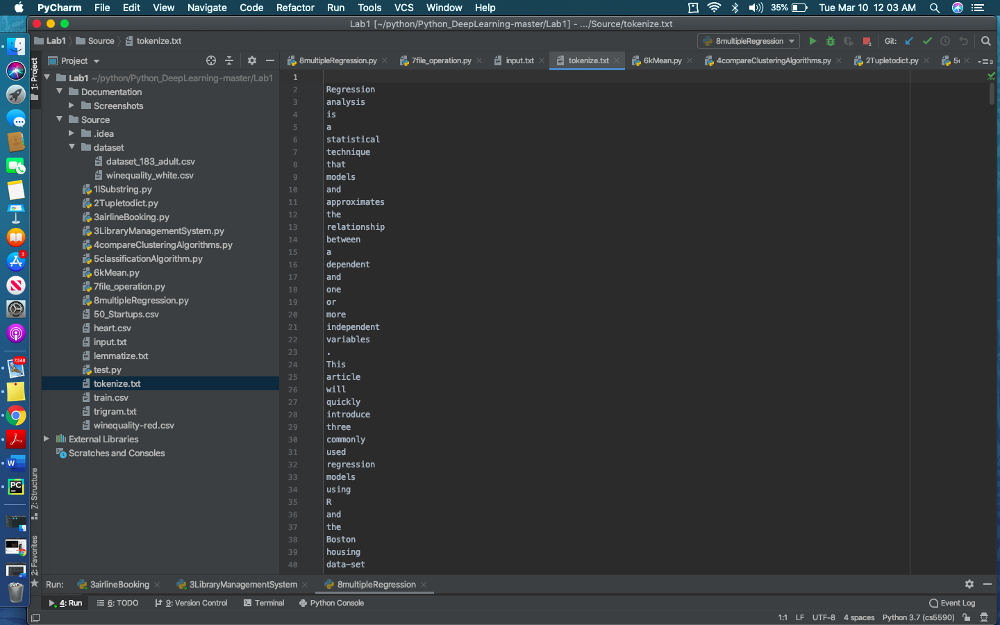 PyCharm File Edit View Navigate Code Refactor Run Tools VCS Window Help 35% Tue Mar 10 12 03 AM
Lab1 [~/python/Python_DeepLearning-master/Lab1] - .../Source/tokenize.txt
Lab1 Source tokenize.txt 8multipleRegression Git:
Project 8multipleRegression.py 7file_operation.py input.txt tokenize.txt 6kMean.py 4compareClusteringAlgorithms.py 2Tupletodict.py
1: Project
Lab1 ~/python/Python_DeepLearning-master/Lab1
Documentation
Screenshots
Source
.idea
dataset
dataset_183_adult.csv
winequality_white.csv
1lSubstring.py
2Tupletodict.py
3airlineBooking.py
3LibraryManagementSystem.py
4compareClusteringAlgorithms.py
5classificationAlgorithm.py
6kMean.py
7file_operation.py
8multipleRegression.py
50_Startups.csv
heart.csv
input.txt
lemmatize.txt
test.py
tokenize.txt
train.csv
trigram.txt
winequality-red.csv
External Libraries
Scratches and Consoles
3
7,548
W
PC
7: Structure
2: Favorites
1
2 Regression
3 analysis
4 is
5 a
6 statistical
7 technique
8 that
9 models
10 and
11 approximates
12 the
13 relationship
14 between
15 a
16 dependent
17 and
18 one
19 or
20 more
21 independent
22 variables
23 .
24 This
25 article
26 will
27 quickly
28 introduce
29 three
30 commonly
31 used
32 regression
33 models
34 using
35 R
36 and
37 the
38 Boston
39 housing
40 data-set
Run: 3airlineBooking 3LibraryManagementSystem 8multipleRegression
4: Run 6: TODO 9: Version Control Terminal Python Console Event Log
1:1 LF UTF-8 4 spaces Python 3.7 (cs5590)